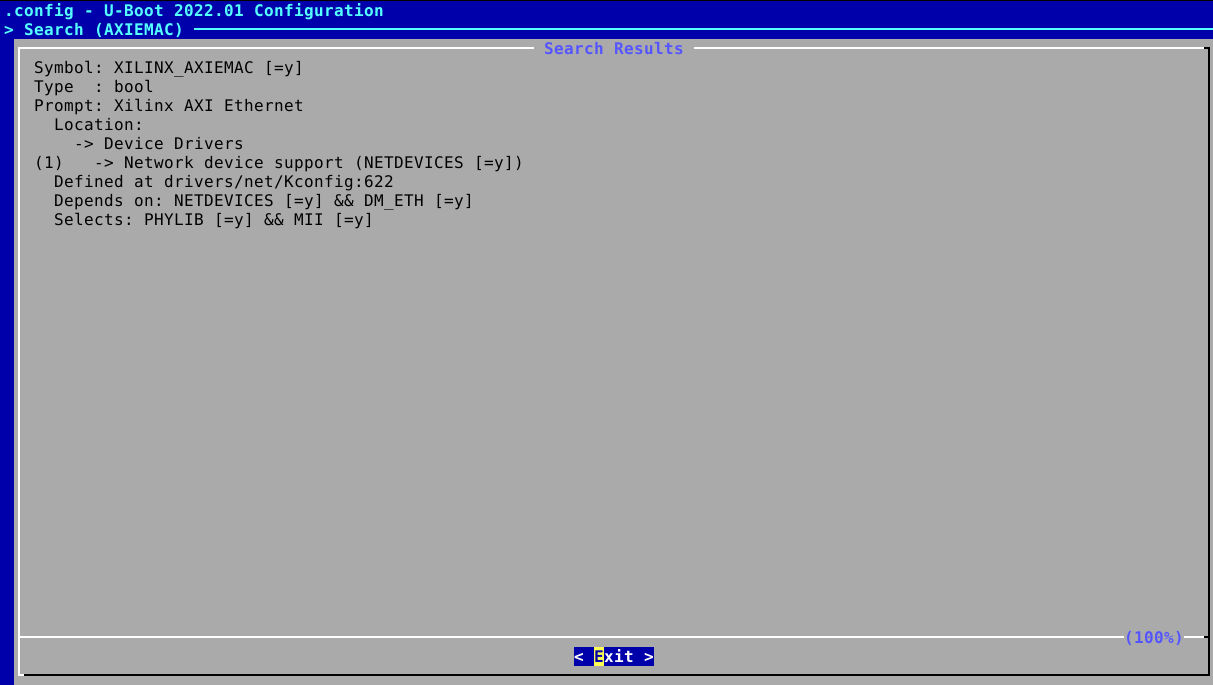 .config - U-Boot 2022.01 Configuration
> Search (AXIEMAC)
Search Results
Symbol: XILINX_AXIEMAC [=y]
Type  : bool
Prompt: Xilinx AXI Ethernet
  Location:
    -> Device Drivers
(1)   -> Network device support (NETDEVICES [=y])
  Defined at drivers/net/Kconfig:622
  Depends on: NETDEVICES [=y] && DM_ETH [=y]
  Selects: PHYLIB [=y] && MII [=y]
(100%)
< Exit >